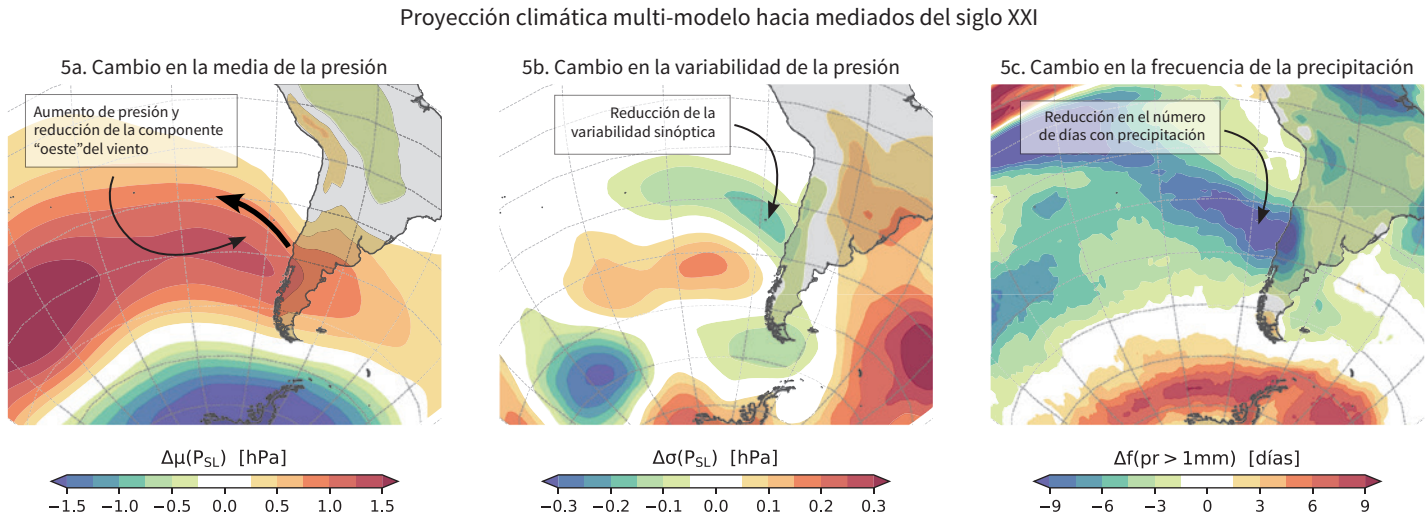 Proyección climática multi-modelo hacia mediados del siglo XXI
5a. Cambio en la media de la presión
Aumento de presión y
reducción de la componente
“oeste”del viento
Δμ(P_SL) [hPa]
−1.5 −1.0 −0.5 0.0 0.5 1.0 1.5
5b. Cambio en la variabilidad de la presión
Reducción de la
variabilidad sinóptica
Δσ(P_SL) [hPa]
−0.3 −0.2 −0.1 0.0 0.1 0.2 0.3
5c. Cambio en la frecuencia de la precipitación
Reducción en el número
de días con precipitación
Δf(pr > 1mm) [días]
−9 −6 −3 0 3 6 9